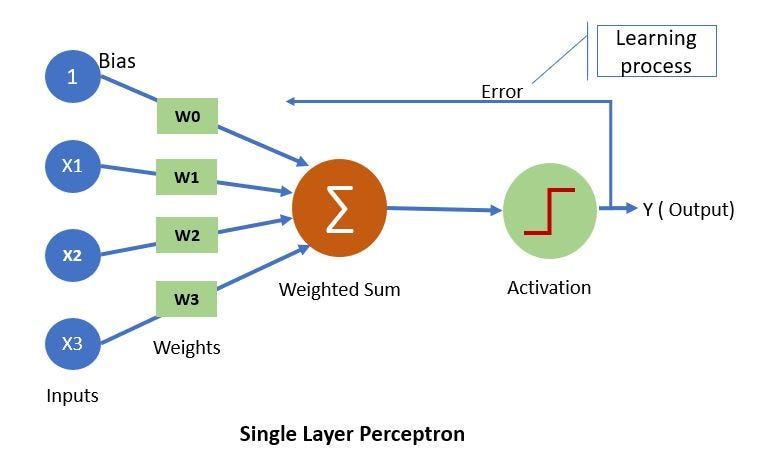 Learning
process
Error
1
Bias
W0
X1
W1
X2
W2
∑
Y ( Output)
Weighted Sum
Activation
W3
X3
Weights
Inputs
Single Layer Perceptron